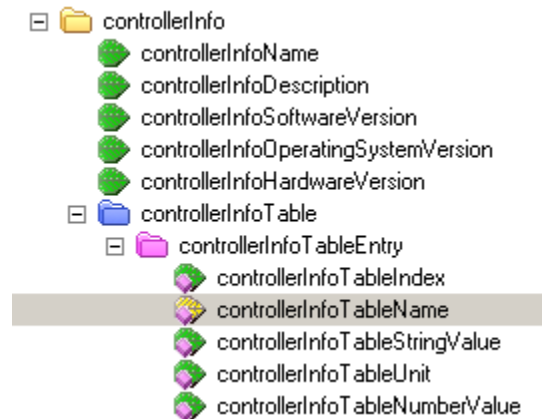 controllerInfo
controllerInfoName
controllerInfoDescription
controllerInfoSoftwareVersion
controllerInfoOperatingSystemVersion
controllerInfoHardwareVersion
controllerInfoTable
controllerInfoTableEntry
controllerInfoTableIndex
controllerInfoTableName
controllerInfoTableStringValue
controllerInfoTableUnit
controllerInfoTableNumberValue